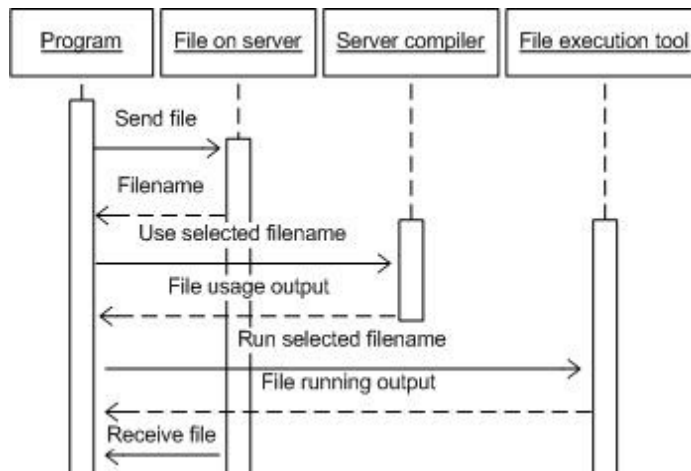 Program
File on server
Server compiler
File execution tool
Send file
Filename
Use selected filename
File usage output
Run selected filename
File running output
Receive file